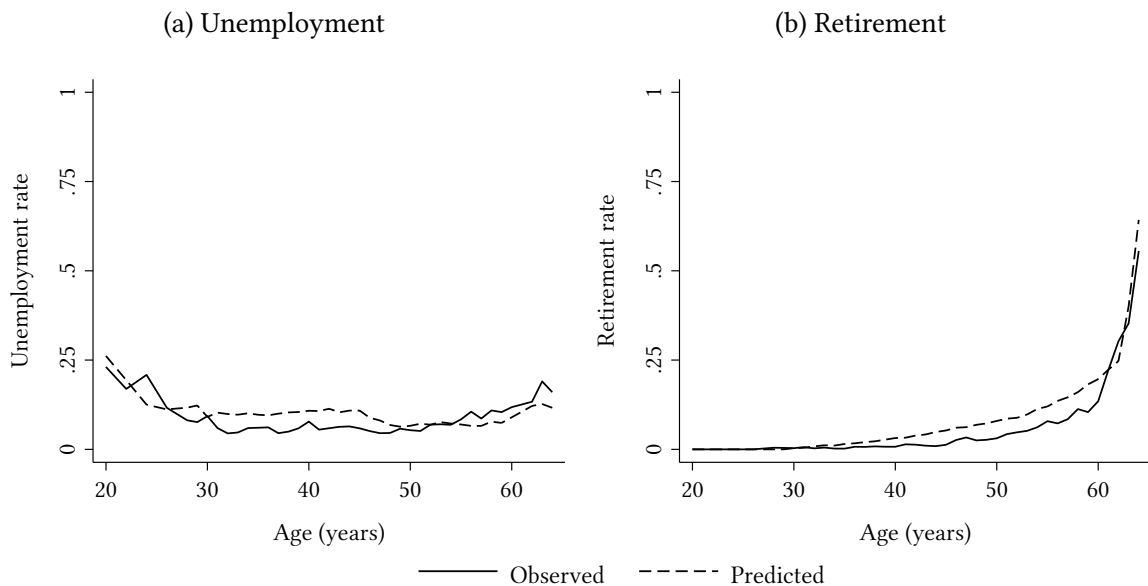 (a) Unemployment
(b) Retirement
Unemployment rate
1
.75
.5
.25
0
20 30 40 50 60
Age (years)
Retirement rate
1
.75
.5
.25
0
20 30 40 50 60
Age (years)
Observed Predicted